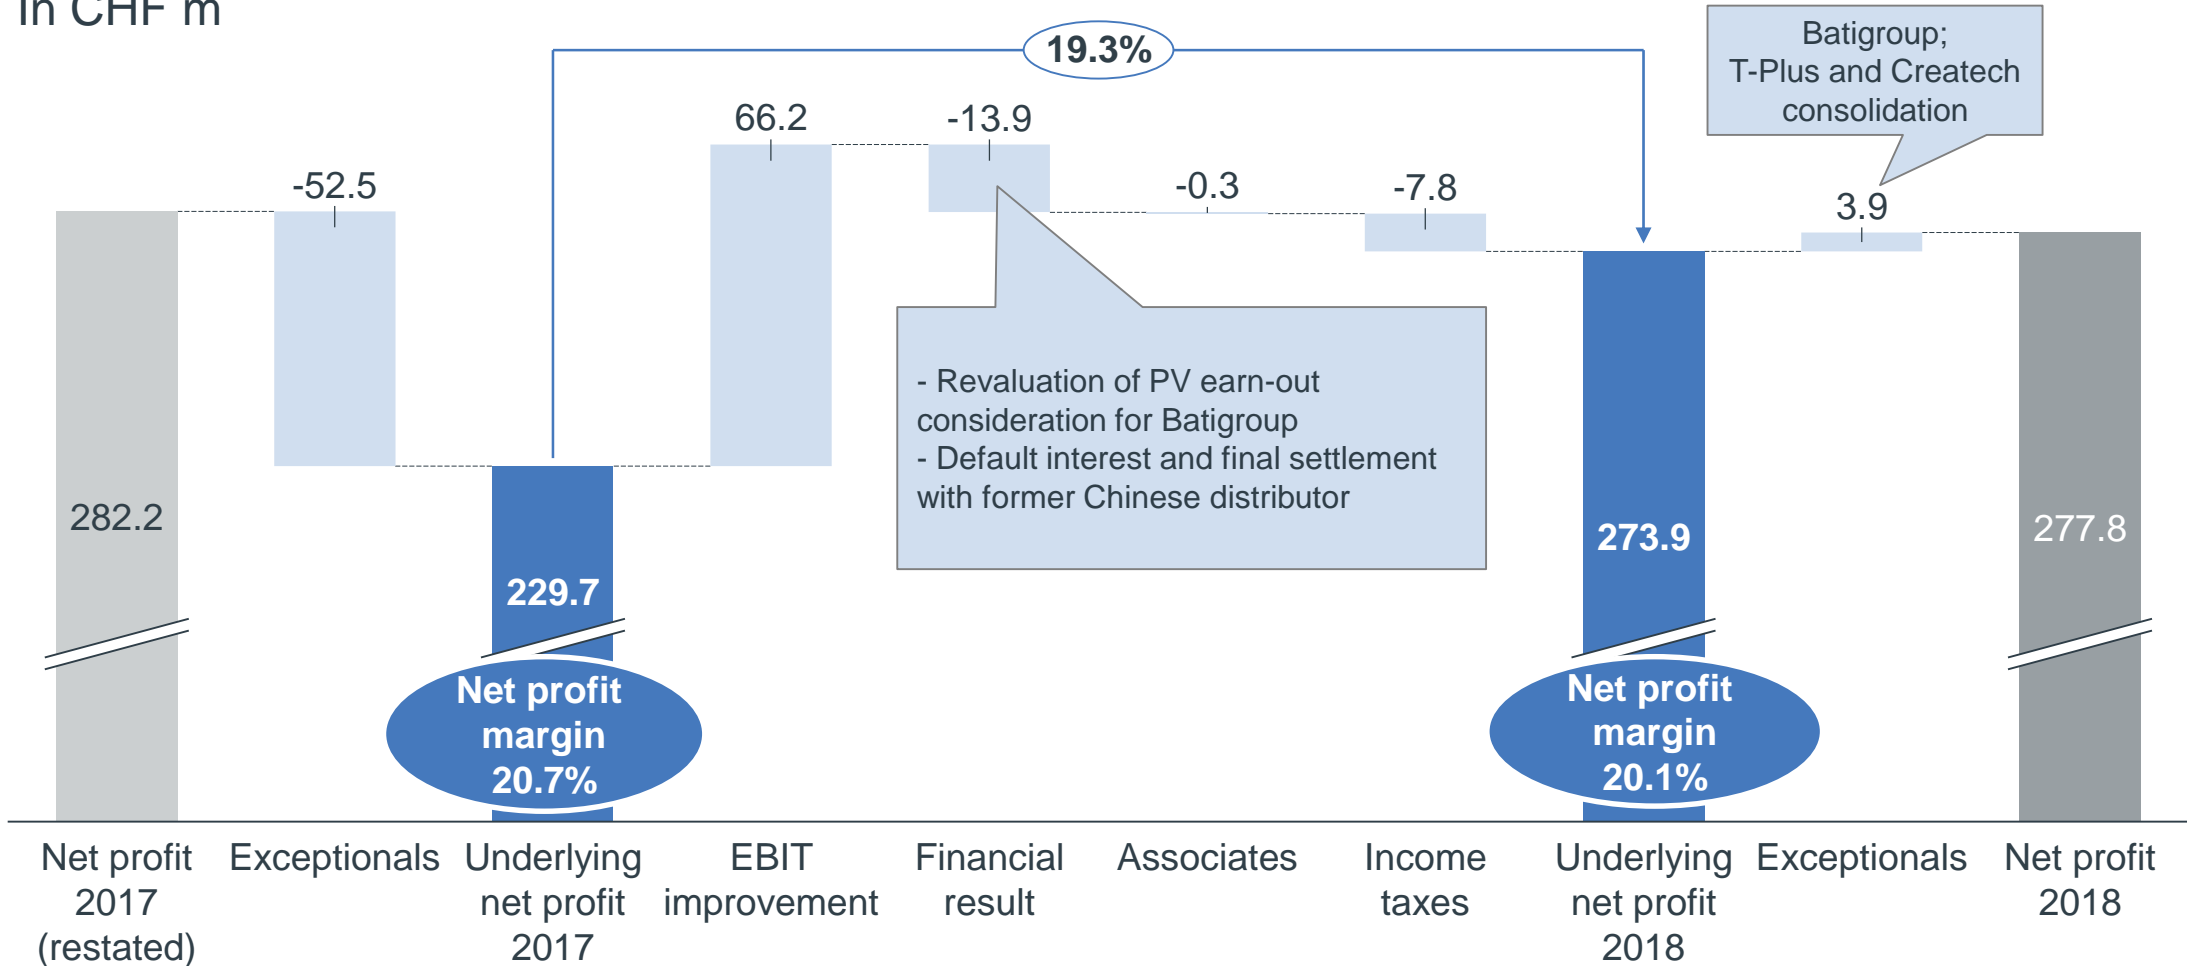 in CHF m
19.3%
Batigroup;
T-Plus and Createch
consolidation
66.2
-13.9
-52.5
-0.3
-7.8
3.9
- Revaluation of PV earn-out
consideration for Batigroup
- Default interest and final settlement
with former Chinese distributor
282.2
229.7
273.9
277.8
Net profit
margin
20.7%
Net profit
margin
20.1%
Net profit
2017
(restated)
Exceptionals
Underlying
net profit
2017
EBIT
improvement
Financial
result
Associates
Income
taxes
Underlying
net profit
2018
Exceptionals
Net profit
2018